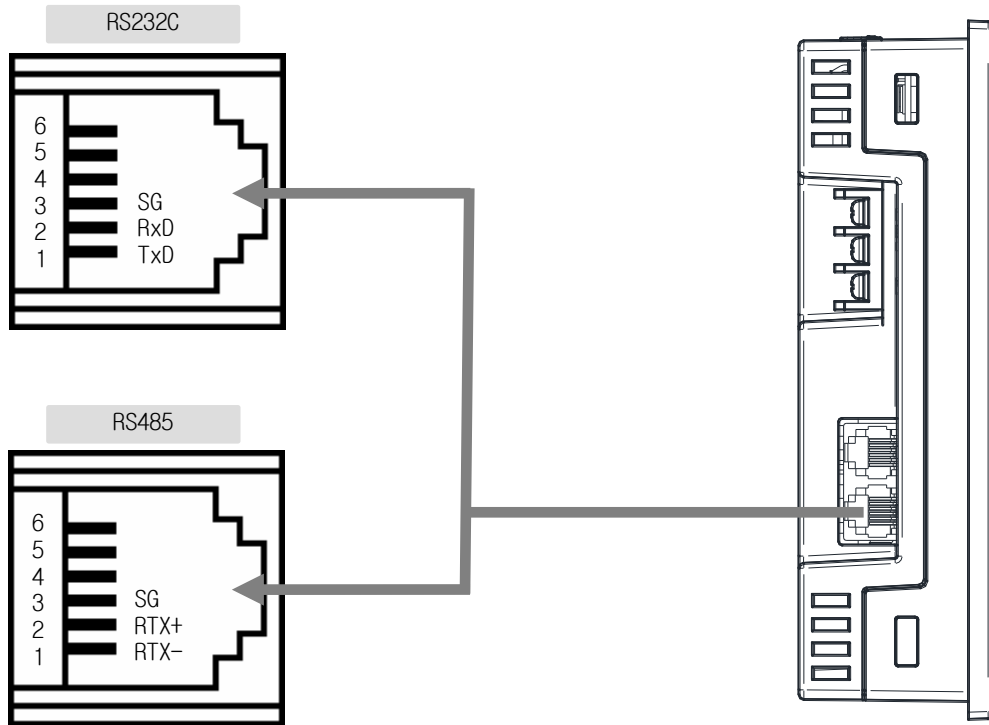 RS232C
6
5
4
3 SG
2 RxD
1 TxD
RS485
6
5
4
3 SG
2 RTX+
1 RTX-